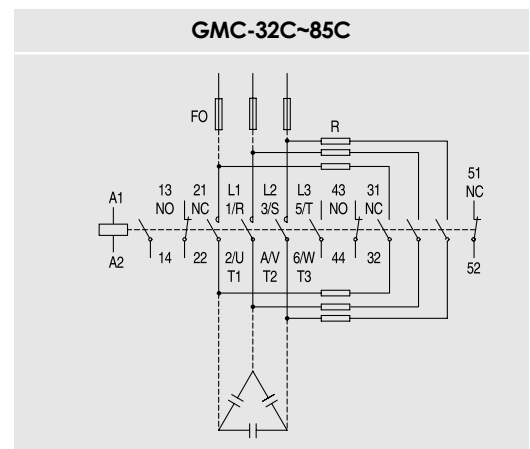 GMC-32C~85C
FO
R
51
NC
13
NO
21
NC
L1
1/R
L2
3/S
L3
5/T
43
NO
31
NC
A1
A2
14
22
2/U
T1
A/V
T2
6/W
T3
44
32
52